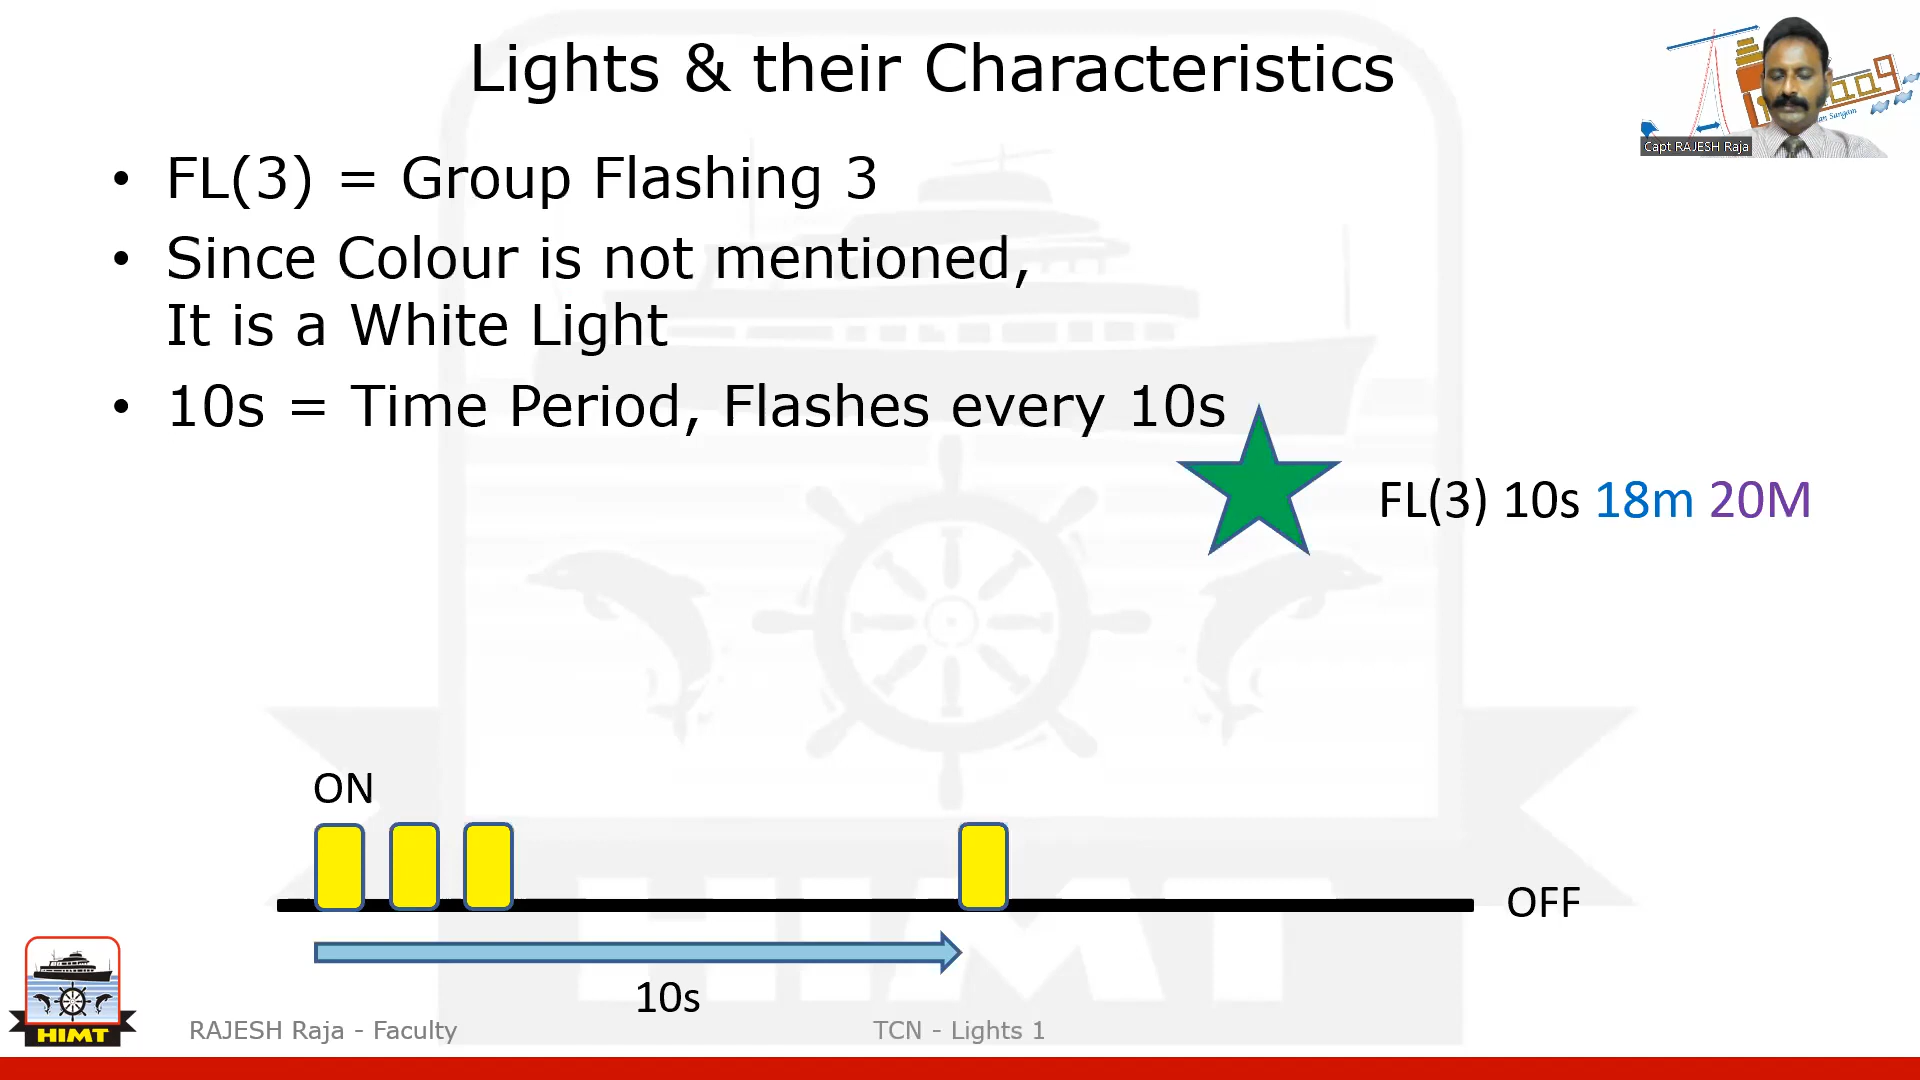 Lights & their Characteristics
Capt RAJESH Raja
• FL(3) = Group Flashing 3
• Since Colour is not mentioned,
It is a White Light
• 10s = Time Period, Flashes every 10s
FL(3) 10s 18m 20M
ON
OFF
10s
HIMT
HIMT
RAJESH Raja - Faculty
TCN - Lights 1